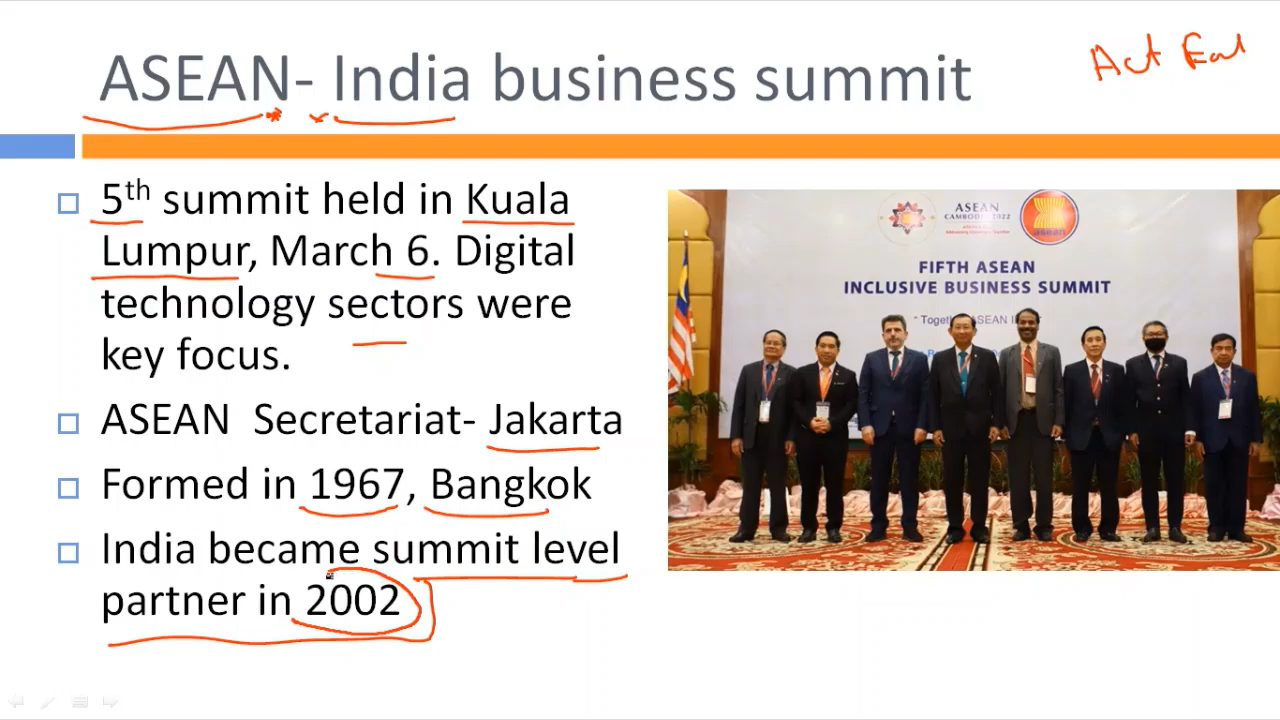 ASEAN- India business summit
Act
5th summit held in Kuala
Lumpur, March 6. Digital
technology sectors were
key focus.
ASEAN Secretariat- Jakarta
Formed in 1967, Bangkok
India became summit level
partner in 2002
ASEAN
CAMBODIA 2022
asean
FIFTH ASEAN
INCLUSIVE BUSINESS SUMMIT